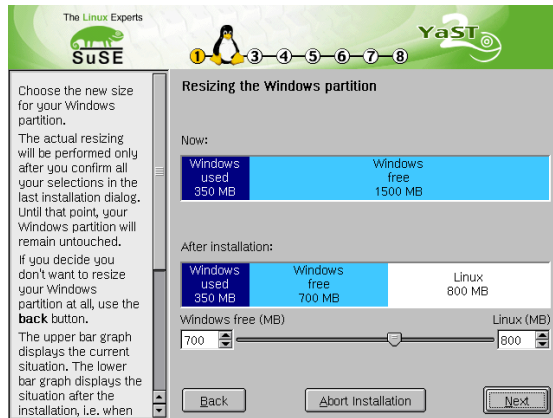 The Linux Experts
SuSE
YaST
2
1
3
4
5
6
7
8
Choose the new size
for your Windows
partition.
The actual resizing
will be performed only
after you confirm all
your selections in the
last installation dialog.
Until that point, your
Windows partition will
remain untouched.
If you decide you
don't want to resize
your Windows
partition at all, use the
back button.
The upper bar graph
displays the current
situation. The lower
bar graph displays the
situation after the
installation, i.e. when
Resizing the Windows partition
Now:
Windows
used
350 MB
Windows
free
1500 MB
After installation:
Windows
used
350 MB
Windows
free
700 MB
Linux
800 MB
Windows free (MB)
Linux (MB)
700
800
Back
Abort Installation
Next